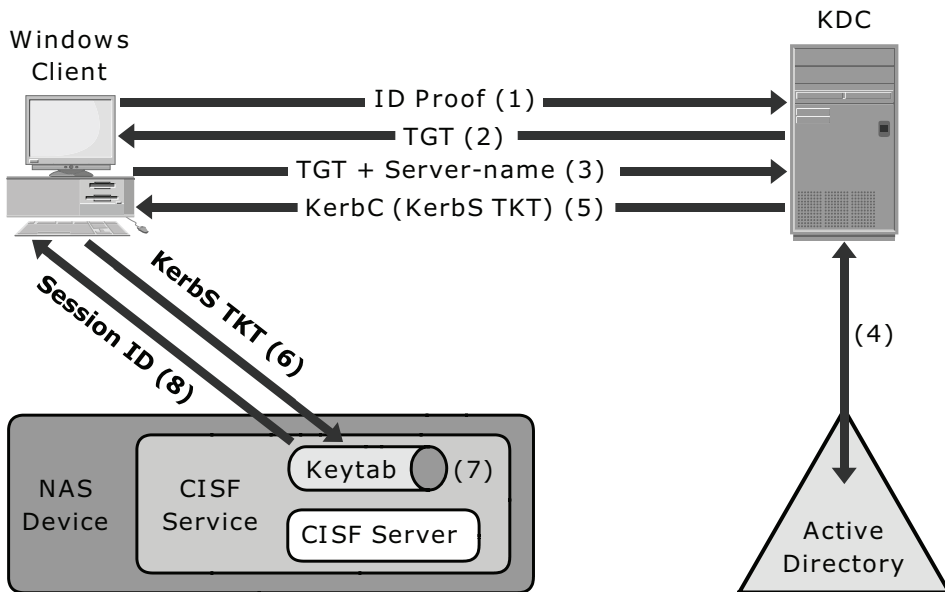 KDC
Windows
Client
ID Proof (1)
TGT (2)
TGT + Server-name (3)
KerbC (KerbS TKT) (5)
KerbS TKT (6)
Session ID (8)
(4)
NAS
Device
CISF
Service
Keytab
(7)
CISF Server
Active
Directory